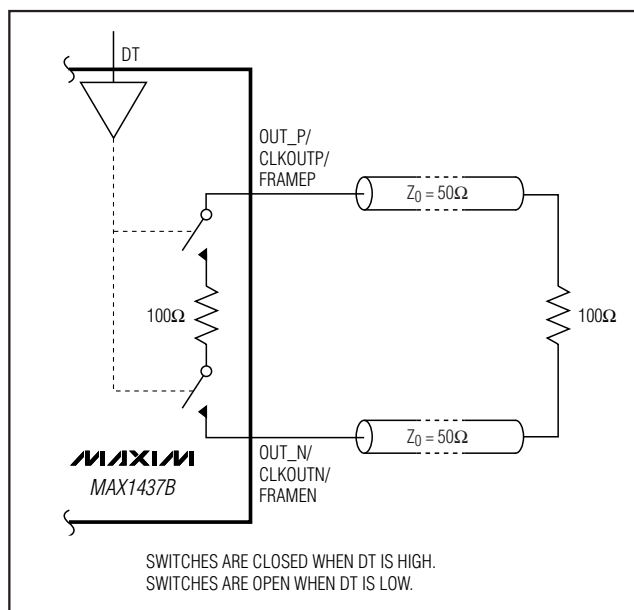 DT
OUT_P/
CLKOUTP/
FRAMEP
Z0 = 50Ω
100Ω
100Ω
Z0 = 50Ω
OUT_N/
CLKOUTN/
FRAMEN
MAXIM
MAX1437B
SWITCHES ARE CLOSED WHEN DT IS HIGH.
SWITCHES ARE OPEN WHEN DT IS LOW.